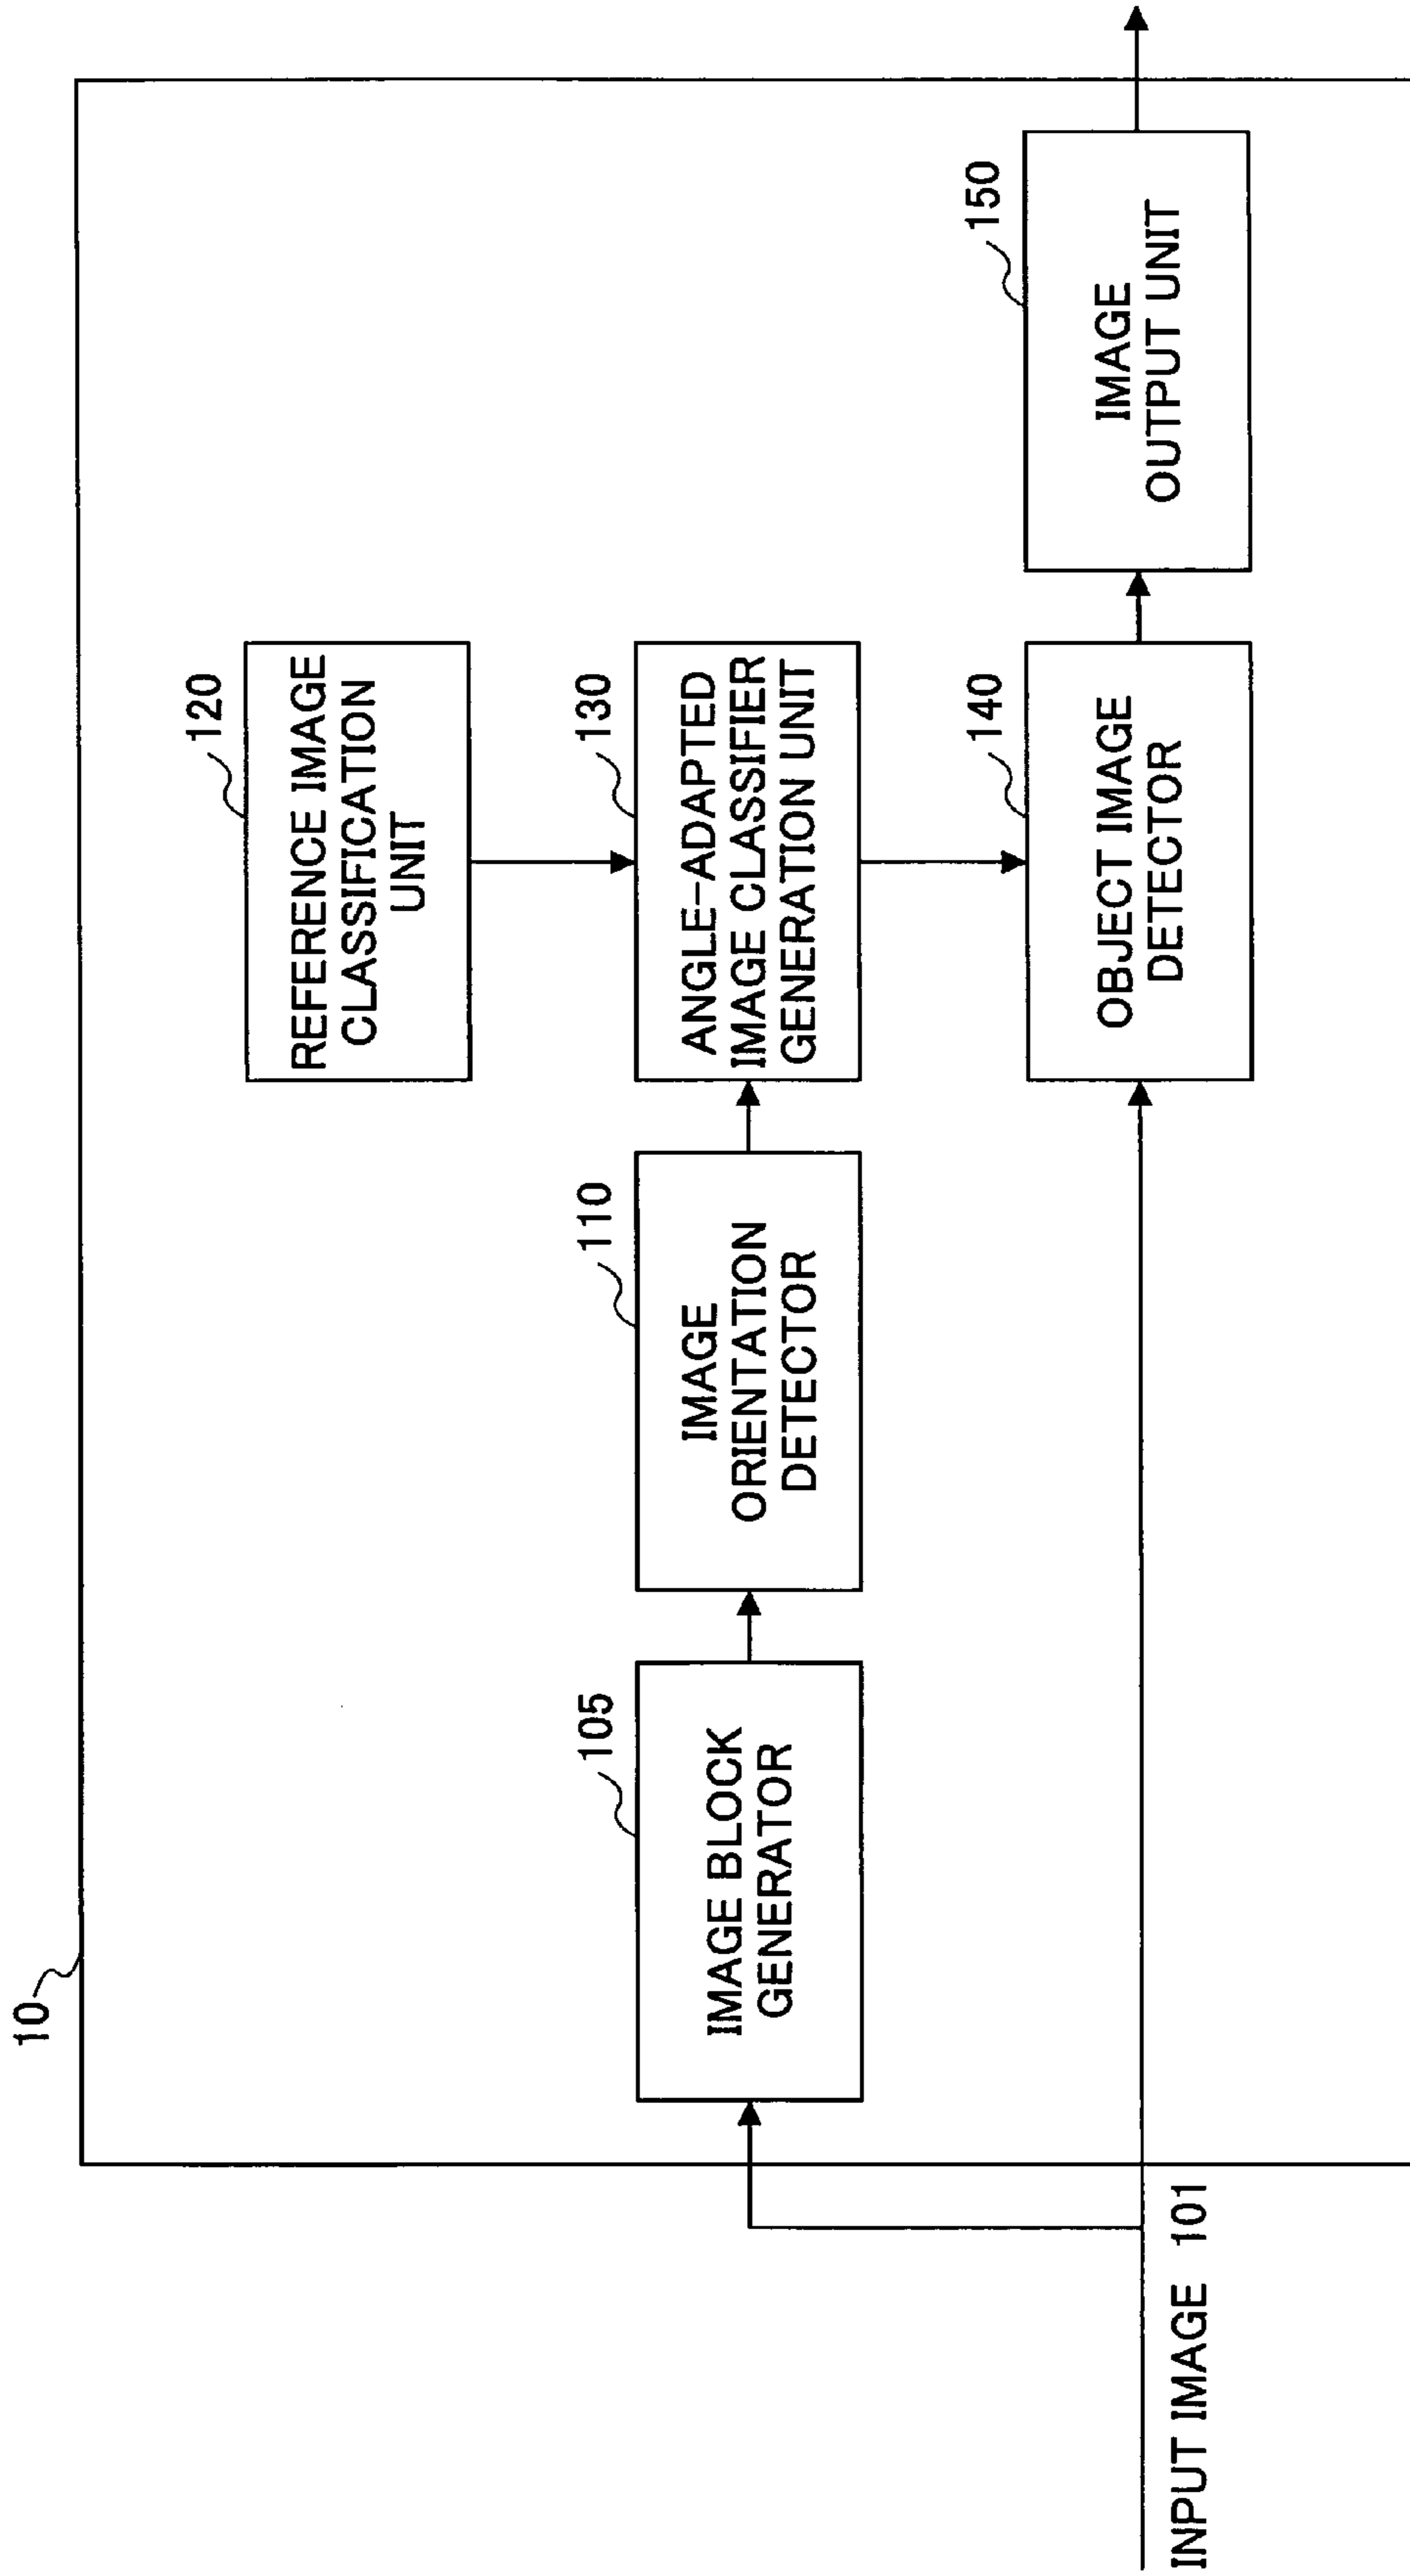 10
120
REFERENCE IMAGE
CLASSIFICATION
UNIT
105
IMAGE BLOCK
GENERATOR
110
IMAGE
ORIENTATION
DETECTOR
130
ANGLE-ADAPTED
IMAGE CLASSIFIER
GENERATION UNIT
140
OBJECT IMAGE
DETECTOR
150
IMAGE
OUTPUT UNIT
INPUT IMAGE 101